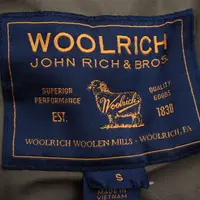 WOOLRICH
JOHN RICH & BROS.
SUPERIOR
PERFORMANCE
QUALITY
GOODS
Woolrich
EST.
1830
WOOLRICH WOOLEN MILLS · WOOLRICH, PA
S
MADE IN
VIETNAM